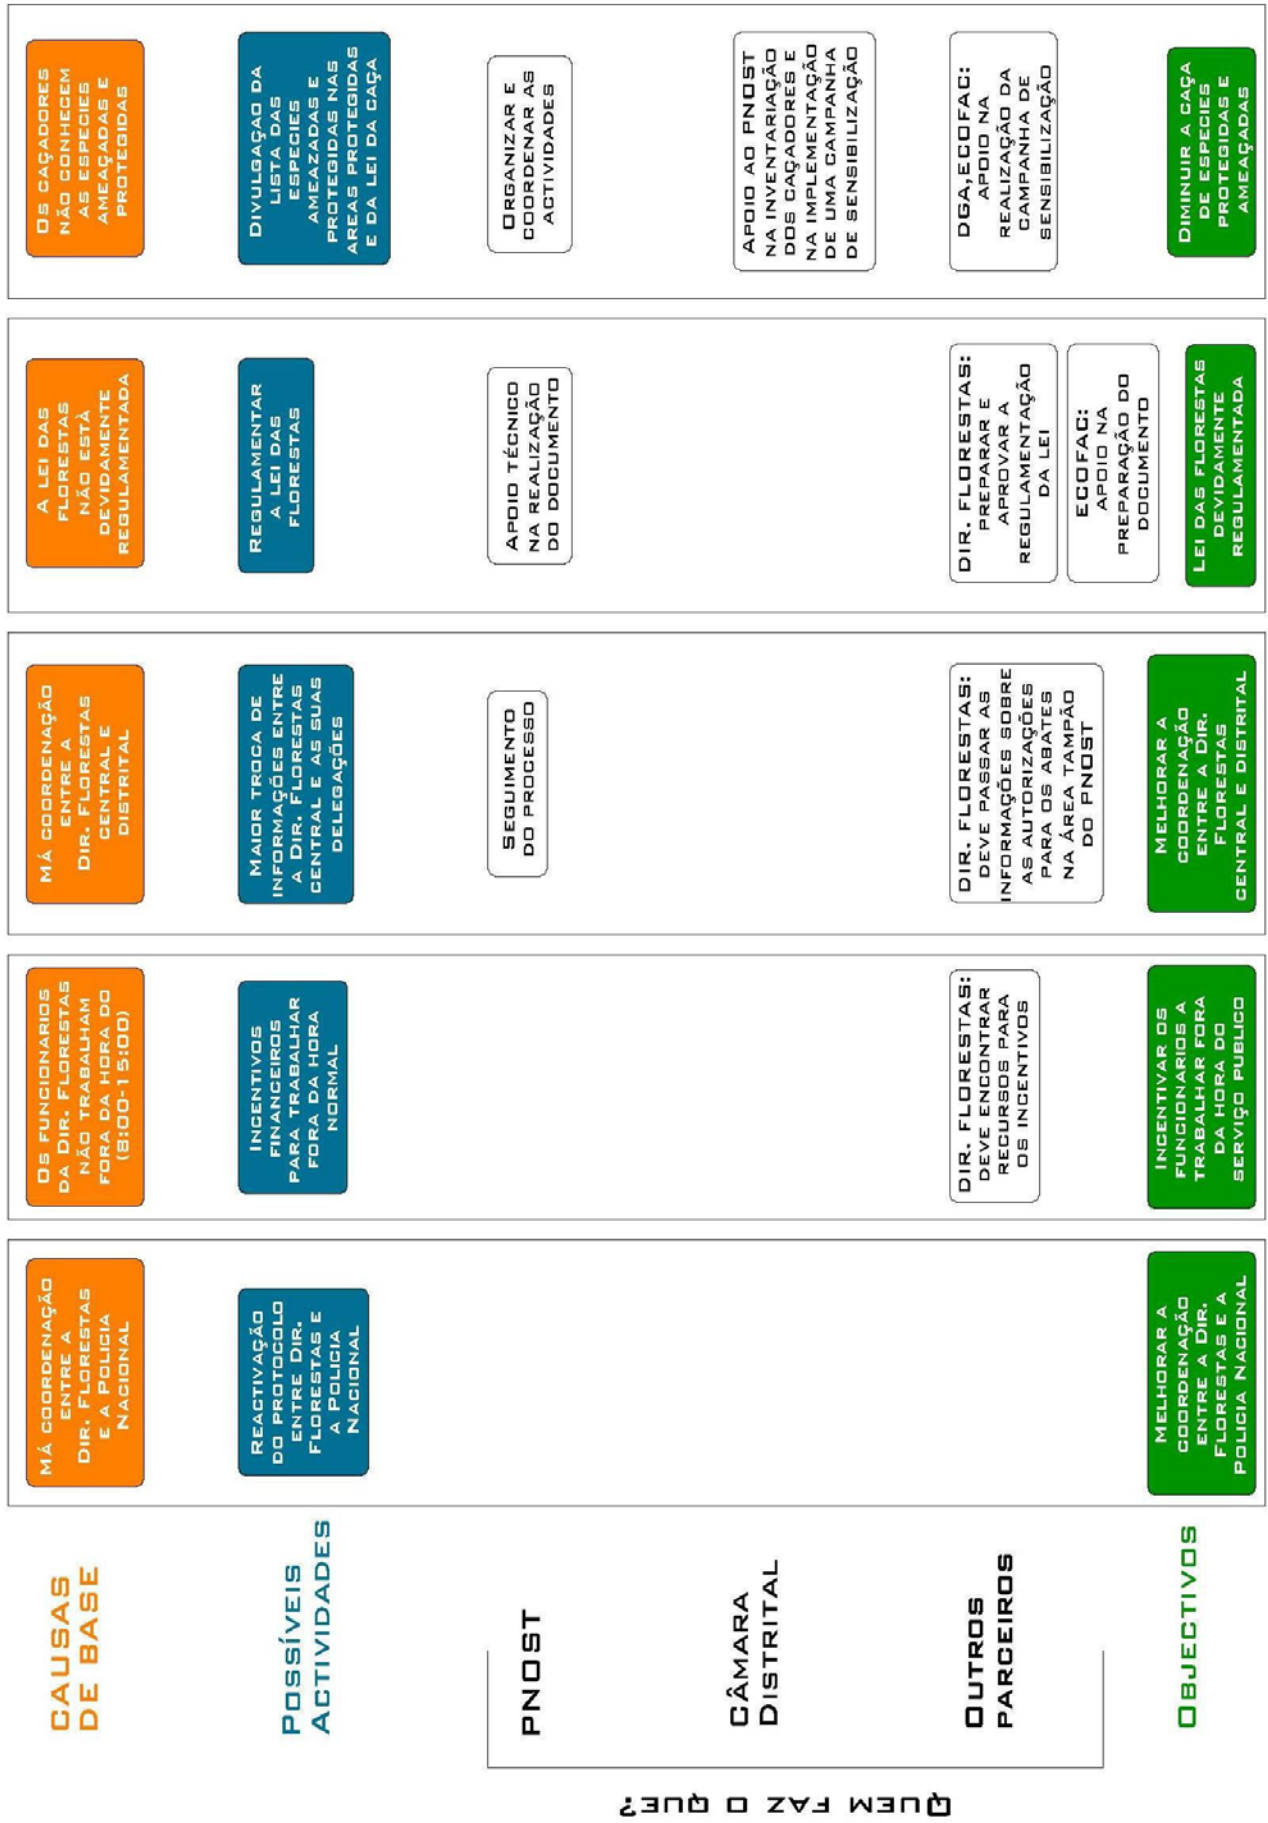 CAUSAS
DE BASE
MÁ COORDENAÇÃO
ENTRE A
DIR. FLORESTAS
E A POLICIA
NACIONAL
OS FUNCIONARIOS
DA DIR. FLORESTAS
NÃO TRABALHAM
FORA DA HORA DO
(8:00-15:00)
MÁ COORDENAÇÃO
ENTRE A
DIR. FLORESTAS
CENTRAL E
DISTRITAL
A LEI DAS
FLORESTAS
NÃO ESTÀ
DEVIDAMENTE
REGULAMENTADA
OS CAÇADORES
NÃO CONHECEM
AS ESPECIES
AMEAÇADAS E
PROTEGIDAS
POSSÍVEIS
ACTIVIDADES
REACTIVAÇÃO
DO PROTOCOLO
ENTRE DIR.
FLORESTAS E
A POLICIA
NACIONAL
INCENTIVOS
FINANCEIROS
PARA TRABALHAR
FORA DA HORA
NORMAL
MAIOR TROCA DE
INFORMAÇÕES ENTRE
A DIR. FLORESTAS
CENTRAL E AS SUAS
DELEGAÇÕES
REGULAMENTAR
A LEI DAS
FLORESTAS
DIVULGAÇAO DA
LISTA DAS
ESPECIES
AMEAZADAS E
PROTEGIDAS NAS
AREAS PROTEGIDAS
E DA LEI DA CAÇA
QUEM FAZ O QUE?
PNOST
SEGUIMENTO
DO PROCESSO
APOIO TÉCNICO
NA REALIZAÇÃO
DO DOCUMENTO
ORGANIZAR E
COORDENAR AS
ACTIVIDADES
CÂMARA
DISTRITAL
APOIO AO PNOST
NA INVENTARIAÇÃO
DOS CAÇADORES E
NA IMPLEMENTAÇÃO
DE UMA CAMPANHA
DE SENSIBILIZAÇÃO
OUTROS
PARCEIROS
DIR. FLORESTAS:
DEVE ENCONTRAR
RECURSOS PARA
OS INCENTIVOS
DIR. FLORESTAS:
DEVE PASSAR AS
INFORMAÇÕES SOBRE
AS AUTORIZAÇÕES
PARA OS ABATES
NA ÁREA TAMPÃO
DO PNOST
DIR. FLORESTAS:
PREPARAR E
APROVAR A
REGULAMENTAÇÃO
DA LEI
ECOFAC:
APOIO NA
PREPARAÇÃO DO
DOCUMENTO
DGA,ECOFAC:
APOIO NA
REALIZAÇÃO DA
CAMPANHA DE
SENSIBILIZAÇÃO
OBJECTIVOS
MELHORAR A
COORDENAÇÃO
ENTRE A DIR.
FLORESTAS E A
POLICIA NACIONAL
INCENTIVAR OS
FUNCIONARIOS A
TRABALHAR FORA
DA HORA DO
SERVIÇO PUBLICO
MELHORAR A
COORDENAÇÃO
ENTRE A DIR.
FLORESTAS
CENTRAL E DISTRITAL
LEI DAS FLORESTAS
DEVIDAMENTE
REGULAMENTADA
DIMINUIR A CAÇA
DE ESPECIES
PROTEGIDAS E
AMEAÇADAS